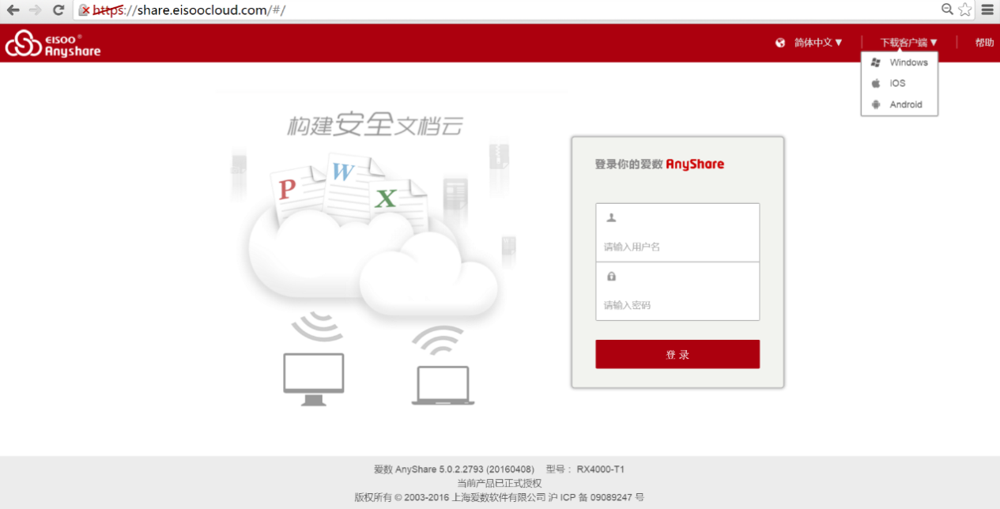 https://share.eisoocloud.com/#/
EISOO®
Anyshare
简体中文▼ | 下载客户端▼ | 帮助
Windows
IOS
Android
构建安全文档云
P
W
X
登录你的爱数 AnyShare
请输入用户名
请输入密码
登 录
爱数 AnyShare 5.0.2.2793 (20160408) 型号： RX4000-T1
当前产品已正式授权
版权所有 © 2003-2016 上海爱数软件有限公司 沪 ICP 备 09089247 号